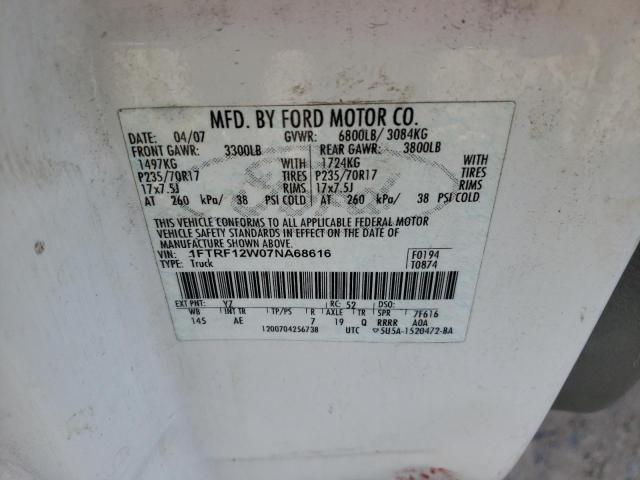 MFD. BY FORD MOTOR CO.
DATE: 04/07 GVWR: 6800LB/ 3084KG
FRONT GAWR: 3300LB REAR GAWR: 3800LB
1497KG WITH 1724KG WITH
P235/70R17 TIRES P235/70R17 TIRES
17x7.5J RIMS 17x7.5J RIMS
AT 260 kPa/ 38 PSI COLD AT 260 kPa/ 38 PSI COLD
THIS VEHICLE CONFORMS TO ALL APPLICABLE FEDERAL MOTOR
VEHICLE SAFETY STANDARDS IN EFFECT ON THE DATE OF
MANUFACTURE SHOWN ABOVE.
VIN: 1FTRF12W07NA68616 F0194
TYPE: Truck T0874
EXT PNT: YZ RC: 52 DSO:
WB INT TR TP/PS R AXLE TR SPR 7F616
145 AE 7 19 Q RRRR A0A
1200704256738 UTC ▽5U5A-1520472-BA
Ford